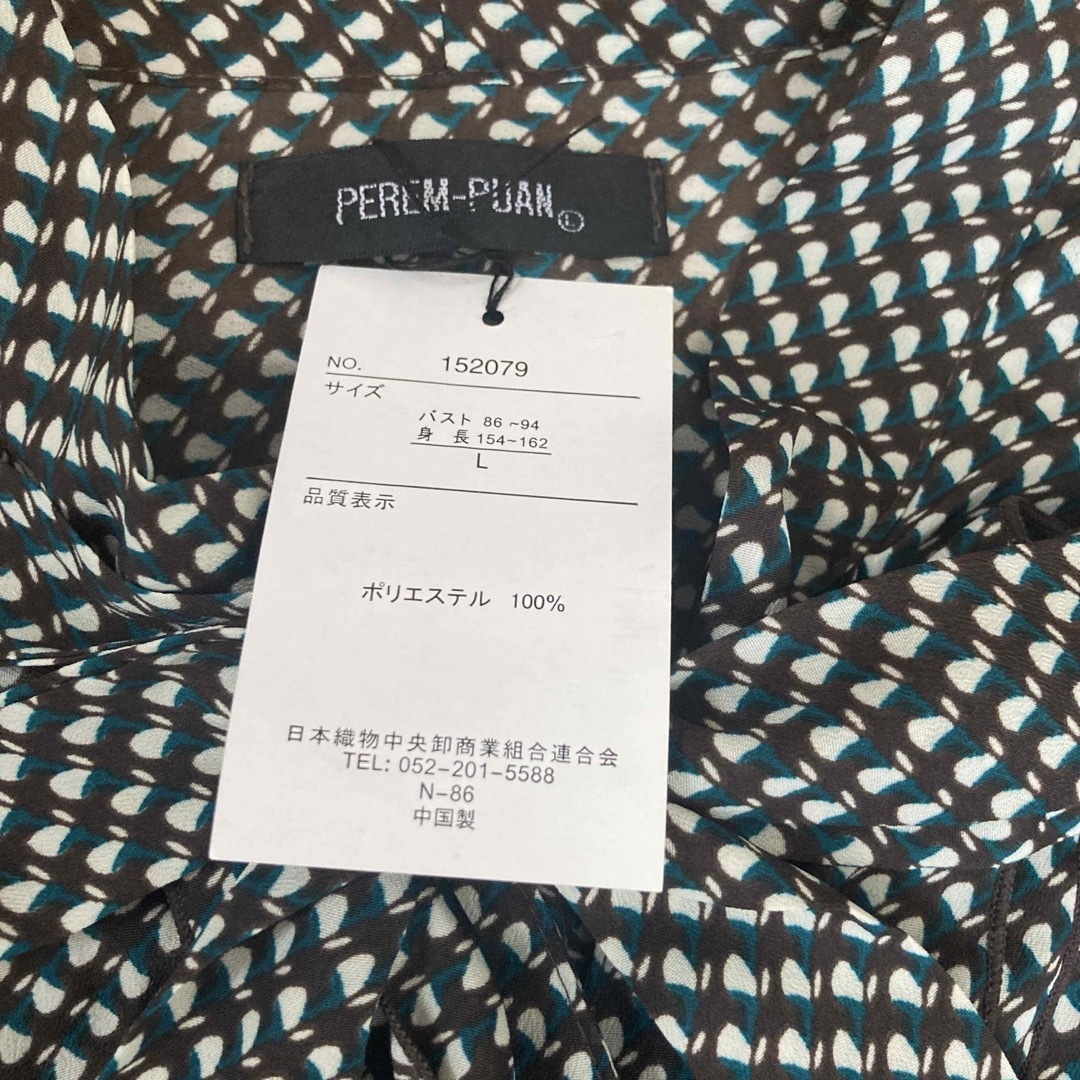 PEREM-PUAN Ⓛ
NO. 152079
サイズ
バスト 86~94
身 長 154~162
L
品質表示
ポリエステル 100%
日本織物中央卸商業組合連合会
TEL: 052-201-5588
N-86
中国製